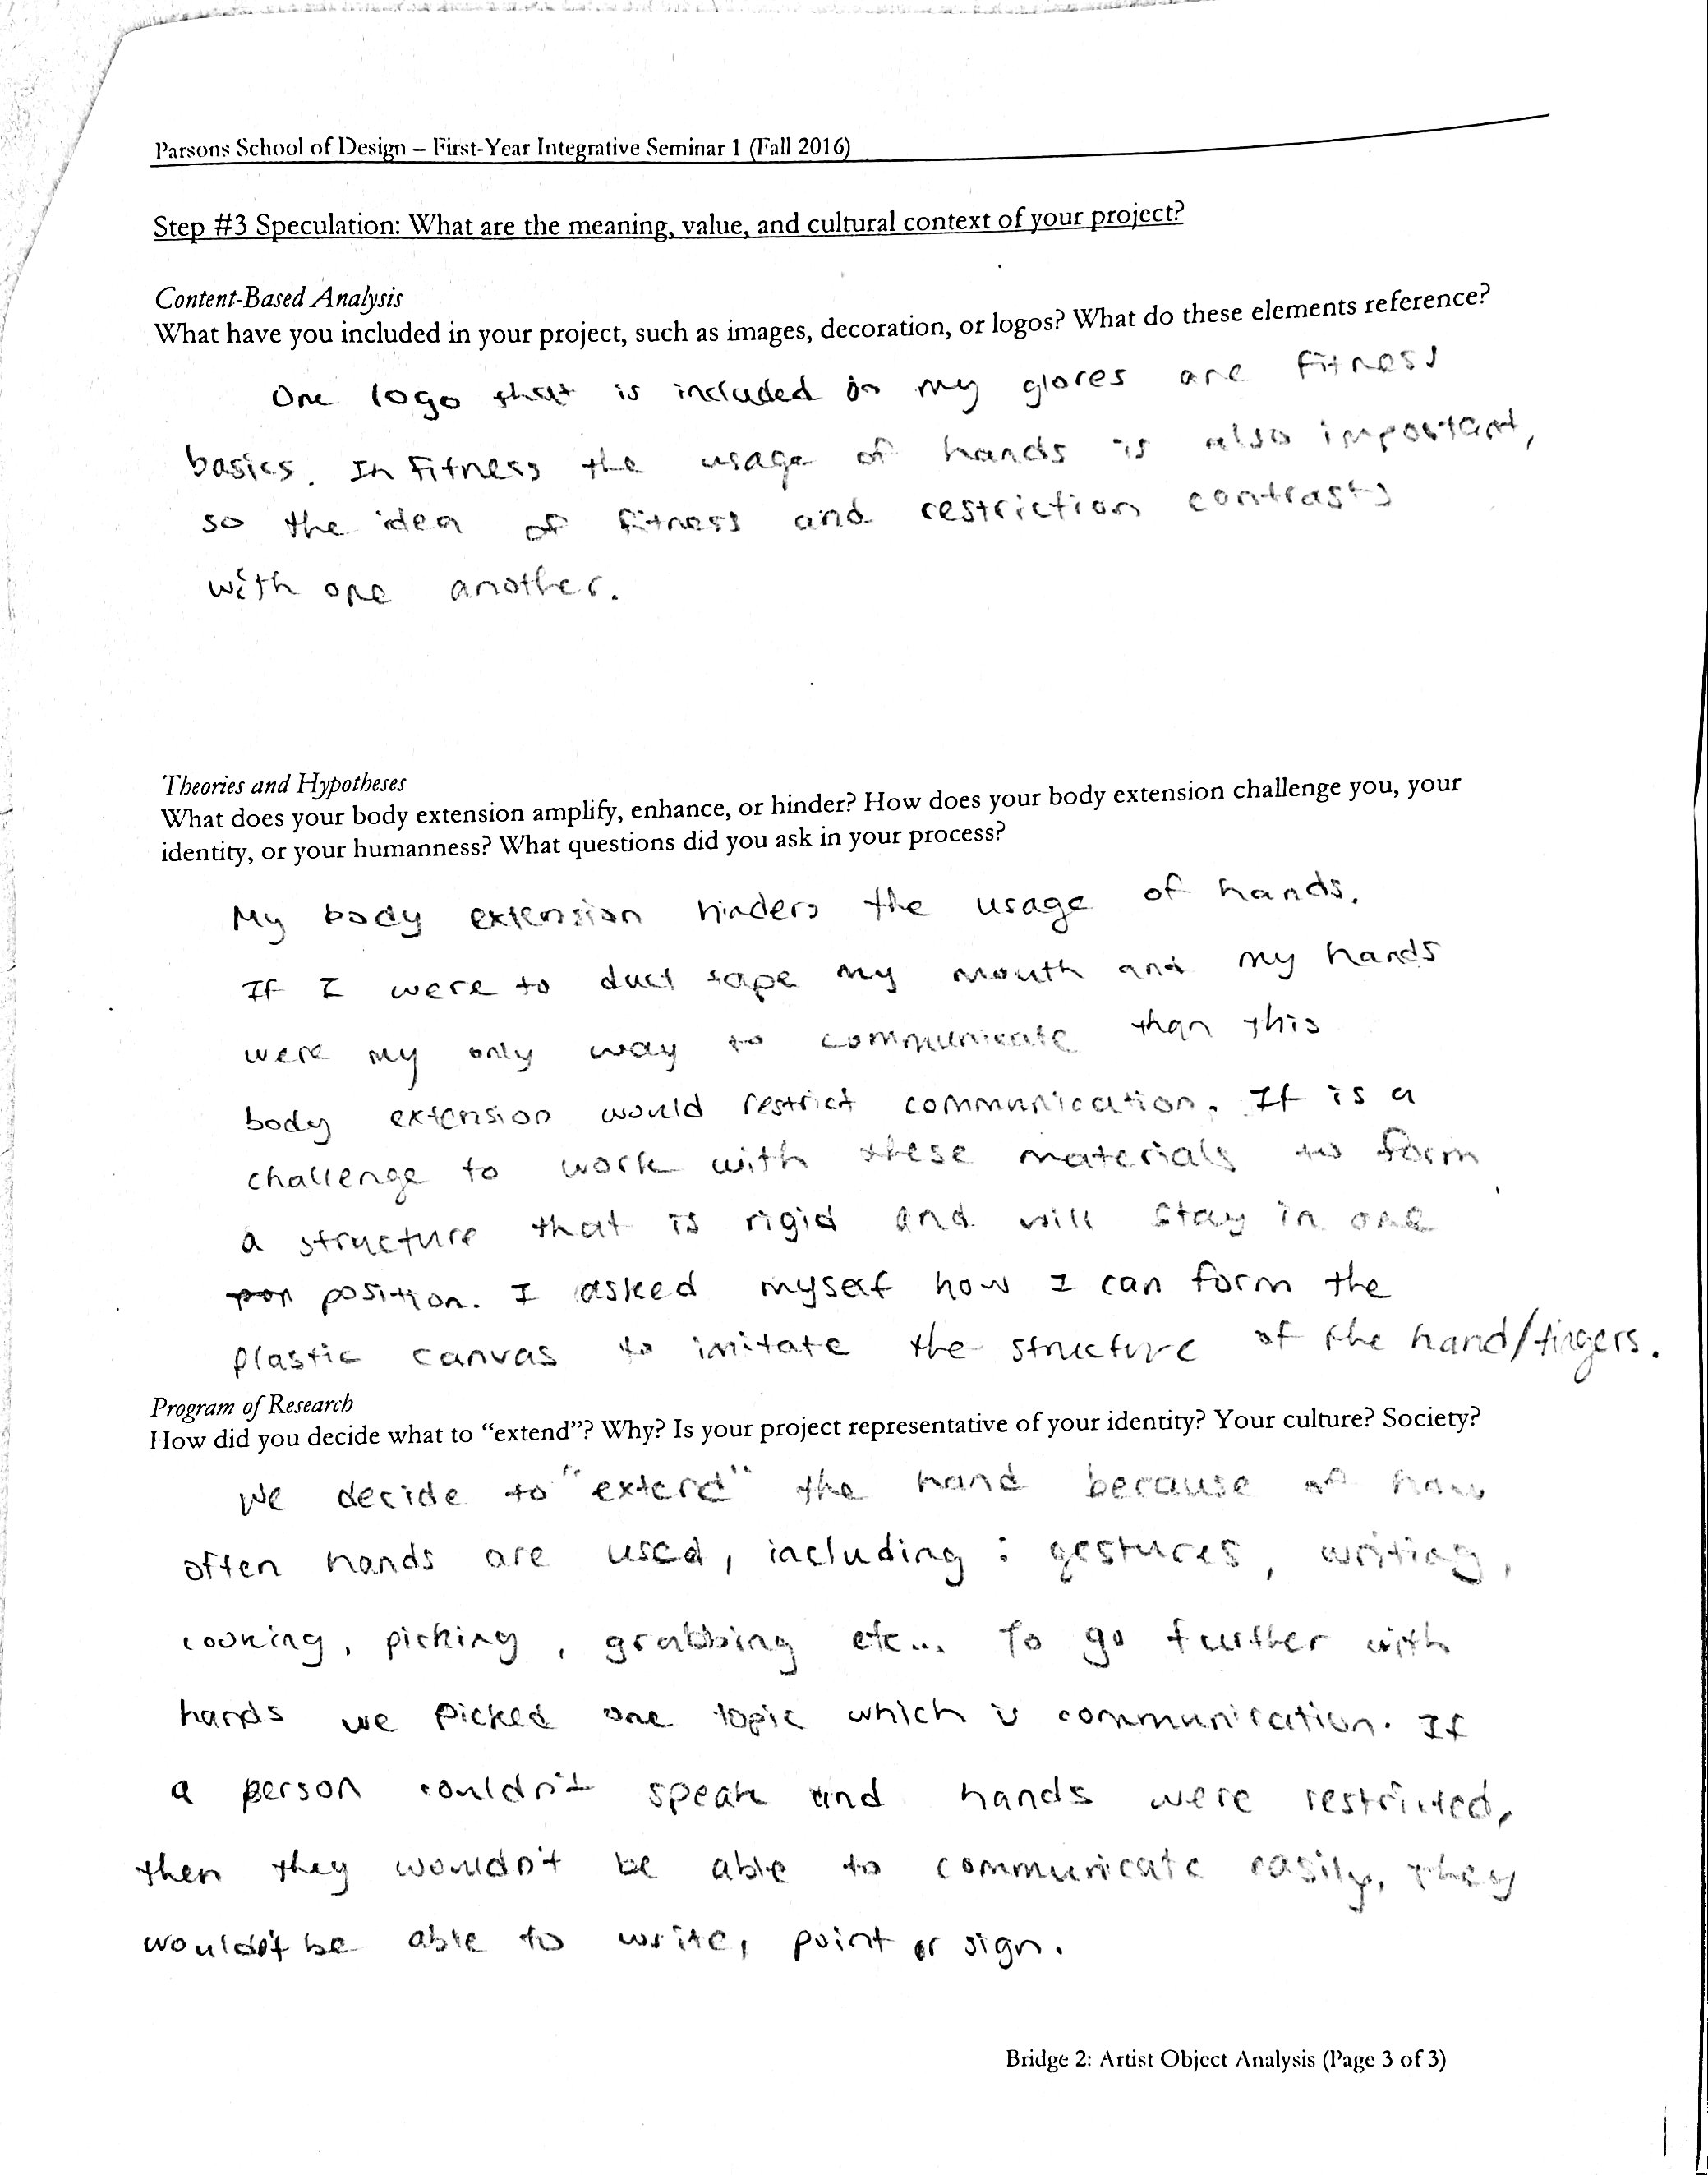 Parsons School of Design – First-Year Integrative Seminar 1 (Fall 2016)
Step #3 Speculation: What are the meaning, value, and cultural context of your project?
Content-Based Analysis
What have you included in your project, such as images, decoration, or logos? What do these elements reference?
One logo that is included in my gloves are fitness
basics. In fitness the usage of hands is also important,
so the idea of fitness and restriction contrasts
with one another.
Theories and Hypotheses
What does your body extension amplify, enhance, or hinder? How does your body extension challenge you, your
identity, or your humanness? What questions did you ask in your process?
My body extension hinders the usage of hands.
If I were to duct tape my mouth and my hands
were my only way to communicate than this
body extension would restrict communication. It is a
challenge to work with these materials to form
a structure that is rigid and will stay in one
position. I asked myself how I can form the
plastic canvas to imitate the structure of the hand/fingers.
Program of Research
How did you decide what to “extend”? Why? Is your project representative of your identity? Your culture? Society?
We decide to "extend" the hand because of how
often hands are used, including : gestures, writing,
cooking, picking, grabbing etc... To go further with
hands we picked one topic which is communication. If
a person couldn't speak and hands were restricted,
then they wouldn't be able to communicate easily, they
wouldn't be able to write, point or sign.
Bridge 2: Artist Object Analysis (Page 3 of 3)